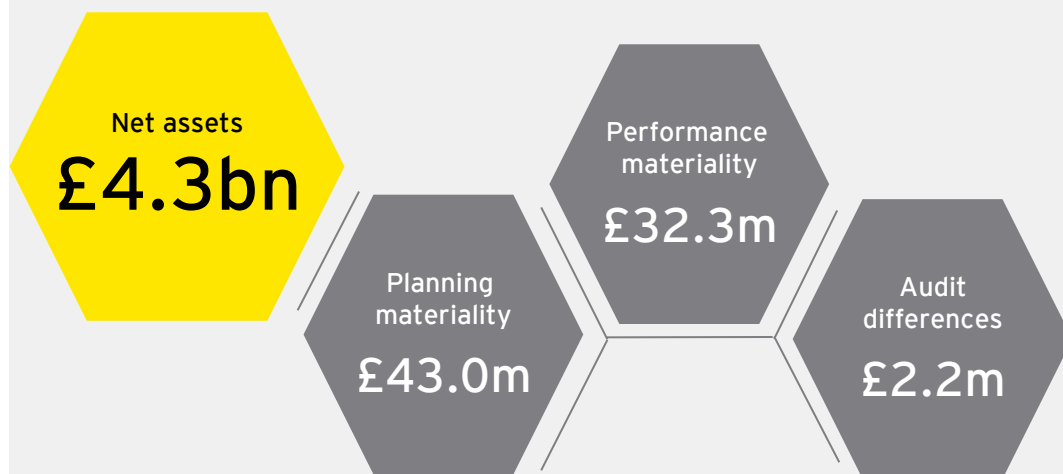 Net assets
£4.3bn
Planning
materiality
£43.0m
Performance
materiality
£32.3m
Audit
differences
£2.2m